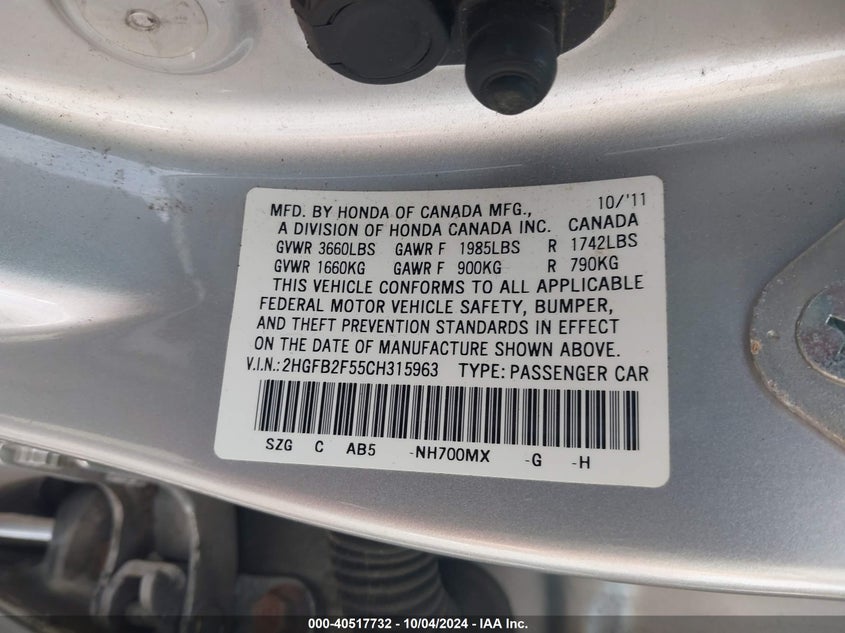 10/'11
MFD. BY HONDA OF CANADA MFG.,
A DIVISION OF HONDA CANADA INC. CANADA
GVWR 3660LBS GAWR F 1985LBS R 1742LBS
GVWR 1660KG GAWR F 900KG R 790KG
THIS VEHICLE CONFORMS TO ALL APPLICABLE
FEDERAL MOTOR VEHICLE SAFETY, BUMPER,
AND THEFT PREVENTION STANDARDS IN EFFECT
ON THE DATE OF MANUFACTURE SHOWN ABOVE.
V.I.N.: 2HGFB2F55CH315963 TYPE: PASSENGER CAR
SZG C AB5 -NH700MX -G -H
000-40517732 - 10/04/2024 - IAA Inc.